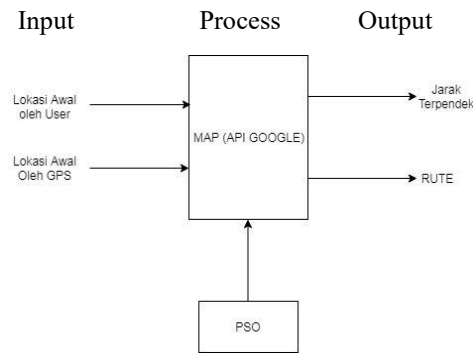 Input Process Output
Lokasi Awal
oleh User
Lokasi Awal
Oleh GPS
MAP (API GOOGLE)
Jarak
Terpendek
RUTE
PSO